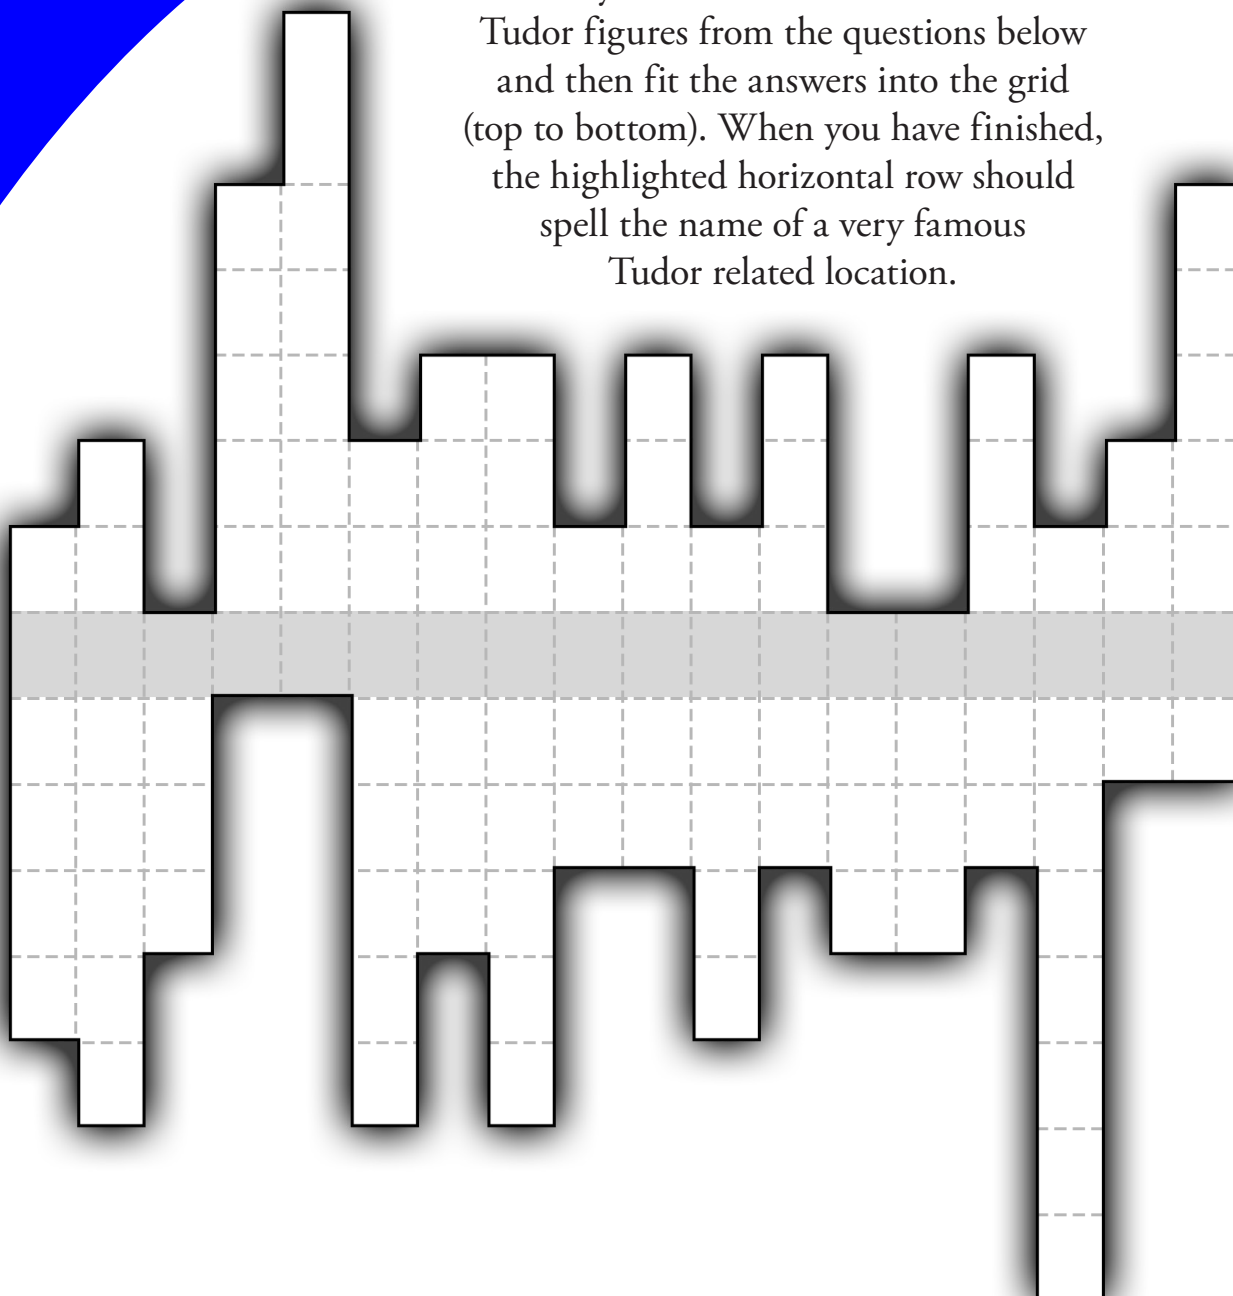 Tudor figures from the questions below
and then fit the answers into the grid
(top to bottom). When you have finished,
the highlighted horizontal row should
spell the name of a very famous
Tudor related location.